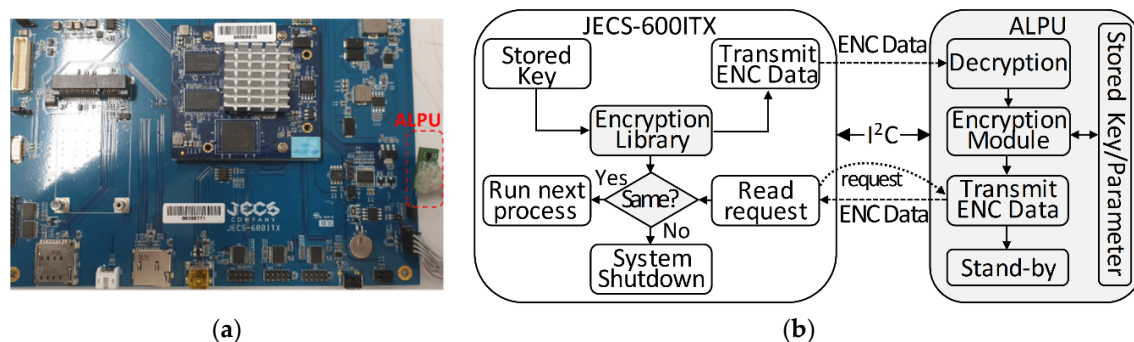 ALPU
JECS
COMPANY
JECS-600ITX
(a)
JECS-600ITX
Stored
Key
Transmit
ENC Data
Encryption
Library
Yes
Run next
process
Same?
No
System
Shutdown
Read
request
ENC Data
I²C
request
ENC Data
ALPU
Decryption
Encryption
Module
Transmit
ENC Data
Stand-by
Stored Key/Parameter
(b)